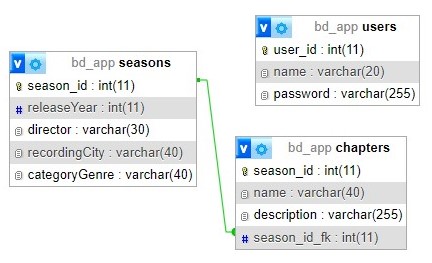 bd_app seasons
season_id : int(11)
# releaseYear : int(11)
director : varchar(30)
recordingCity : varchar(40)
categoryGenre : varchar(40)
bd_app users
user_id : int(11)
name : varchar(20)
password : varchar(255)
bd_app chapters
season_id : int(11)
name : varchar(40)
description : varchar(255)
# season_id_fk : int(11)